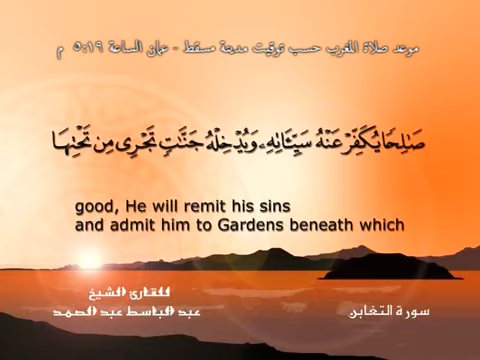 موعد صلاة المغرب حسب توقيت مدينة مسقط - عمان الساعة ٥:١٩ م
صَٰلِحًا يُكَفِّرْ عَنْهُ سَيِّـَٔاتِهِۦ وَيُدْخِلْهُ جَنَّٰتٍ تَجْرِى مِن تَحْتِهَا
good, He will remit his sins
and admit him to Gardens beneath which
للقارئ الشيخ
عبد الباسط عبد الصمد
سورة التغابن